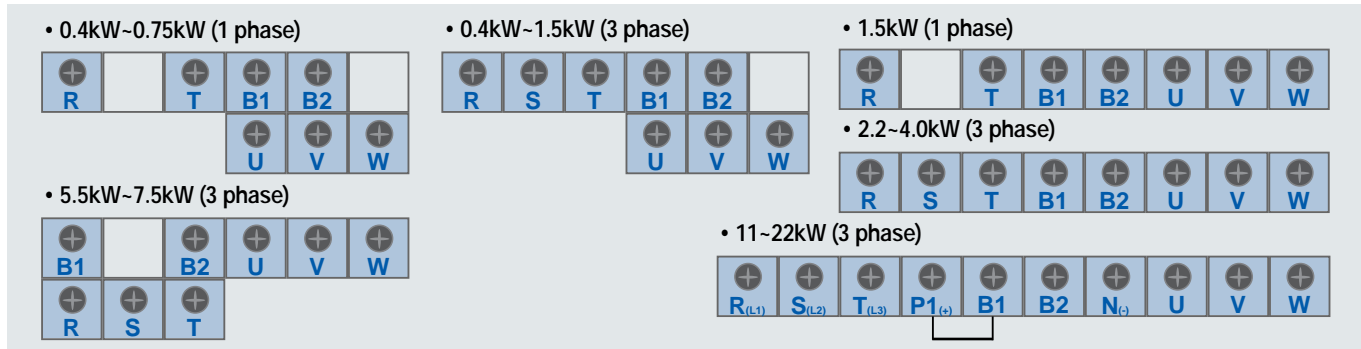 • 0.4kW~0.75kW (1 phase)
R T B1 B2
U V W
• 0.4kW~1.5kW (3 phase)
R S T B1 B2
U V W
• 1.5kW (1 phase)
R T B1 B2 U V W
• 2.2~4.0kW (3 phase)
R S T B1 B2 U V W
• 5.5kW~7.5kW (3 phase)
B1 B2 U V W
R S T
• 11~22kW (3 phase)
R(L1) S(L2) T(L3) P1(+) B1 B2 N(-) U V W